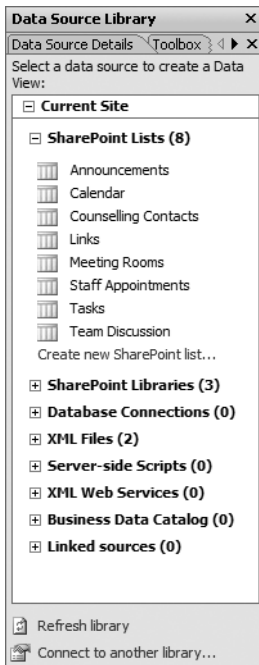 Data Source Library
Data Source Details Toolbox
Select a data source to create a Data
View:
Current Site
SharePoint Lists (8)
Announcements
Calendar
Counselling Contacts
Links
Meeting Rooms
Staff Appointments
Tasks
Team Discussion
Create new SharePoint list...
SharePoint Libraries (3)
Database Connections (0)
XML Files (2)
Server-side Scripts (0)
XML Web Services (0)
Business Data Catalog (0)
Linked sources (0)
Refresh library
Connect to another library...